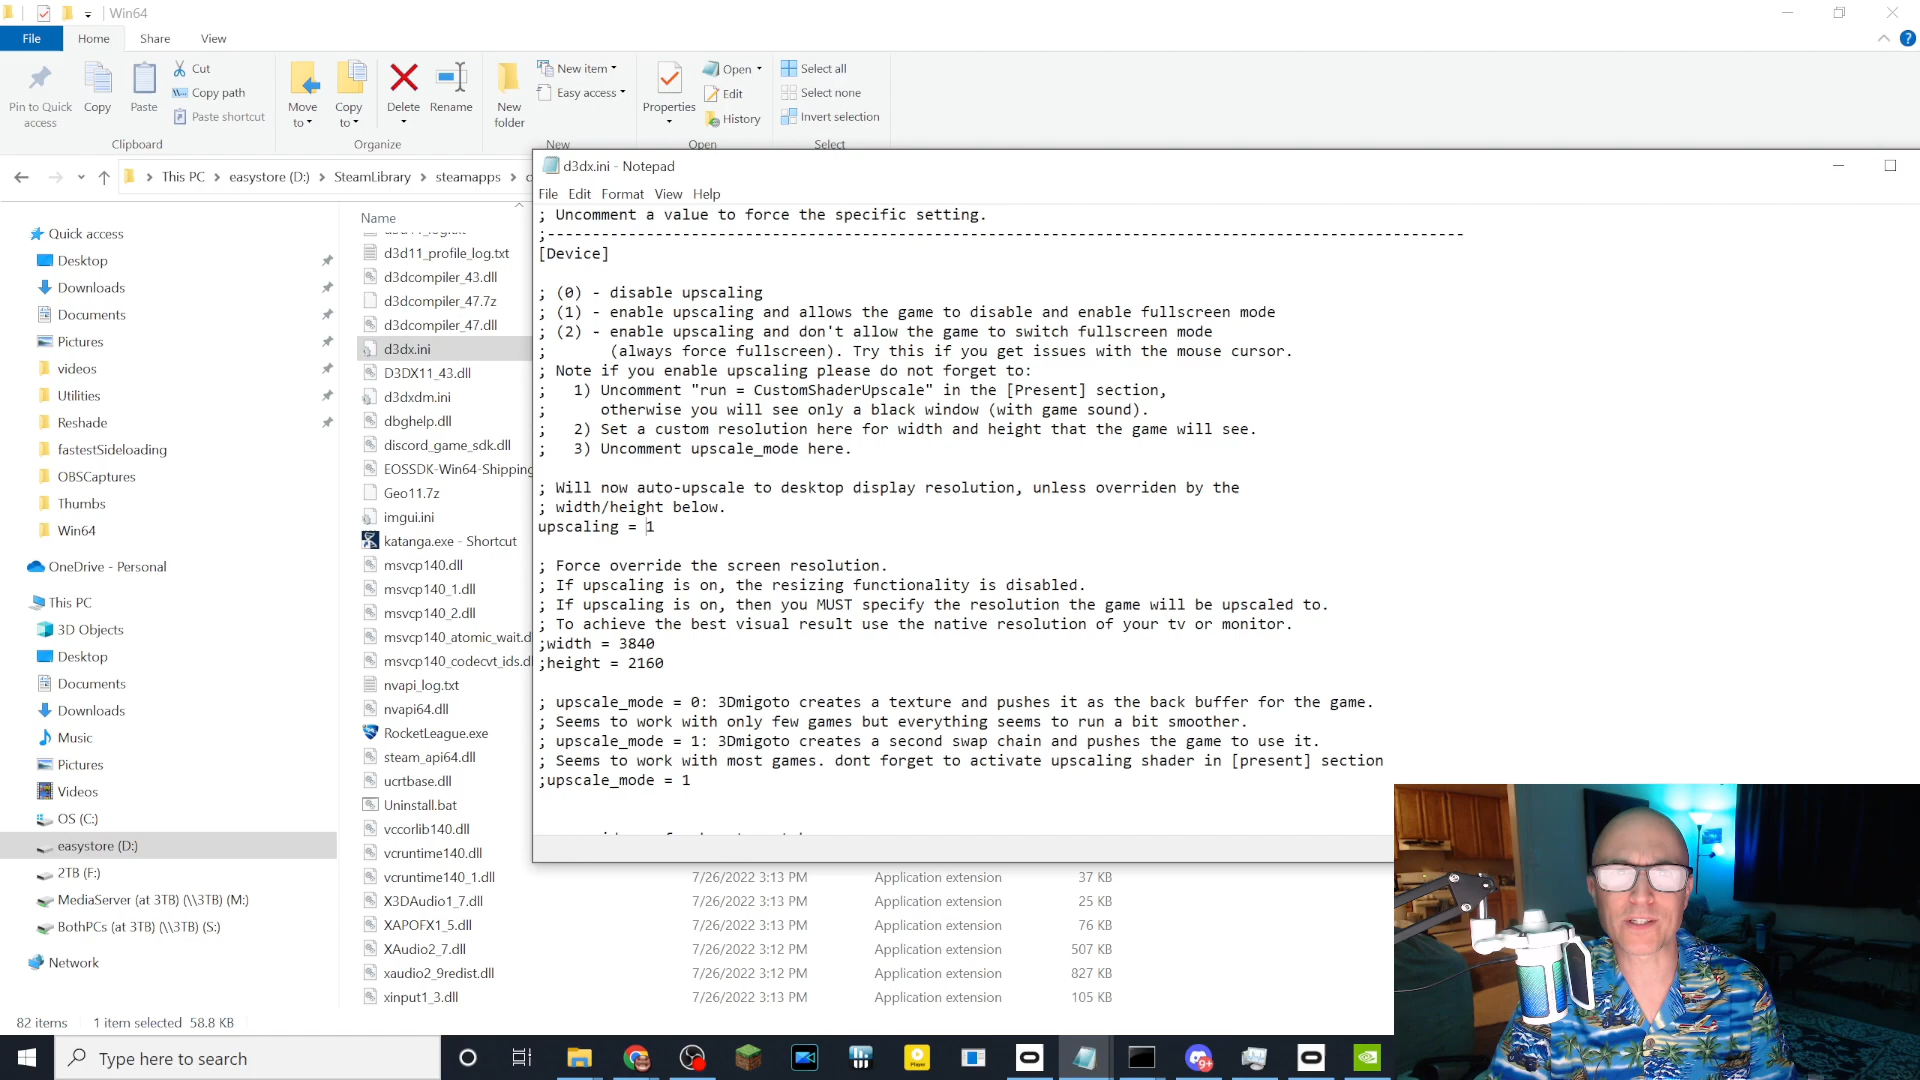 Win64
File
Home
Share
View
Pin to Quick access
Copy
Paste
Cut
Copy path
Paste shortcut
Move to
Copy to
Delete
Rename
New folder
New item
Easy access
Properties
Open
Edit
History
Select all
Select none
Invert selection
Clipboard
Organize
New
Open
Select
This PC
easystore (D:)
SteamLibrary
steamapps
Quick access
Desktop
Downloads
Documents
Pictures
videos
Utilities
Reshade
fastestSideloading
OBSCaptures
Thumbs
Win64
OneDrive - Personal
This PC
3D Objects
Desktop
Documents
Downloads
Music
Pictures
Videos
OS (C:)
easystore (D:)
2TB (F:)
MediaServer (at 3TB) (\\3TB) (M:)
BothPCs (at 3TB) (\\3TB) (S:)
Network
Name
d3d11_profile_log.txt
d3dcompiler_43.dll
d3dcompiler_47.7z
d3dcompiler_47.dll
d3dx.ini
D3DX11_43.dll
d3dxdm.ini
dbghelp.dll
discord_game_sdk.dll
EOSSDK-Win64-Shipping
Geo11.7z
imgui.ini
katanga.exe - Shortcut
msvcp140.dll
msvcp140_1.dll
msvcp140_2.dll
msvcp140_atomic_wait.d
msvcp140_codecvt_ids.dl
nvapi_log.txt
nvapi64.dll
RocketLeague.exe
steam_api64.dll
ucrtbase.dll
Uninstall.bat
vccorlib140.dll
vcruntime140.dll
vcruntime140_1.dll 7/26/2022 3:13 PM Application extension 37 KB
X3DAudio1_7.dll 7/26/2022 3:13 PM Application extension 25 KB
XAPOFX1_5.dll 7/26/2022 3:13 PM Application extension 76 KB
XAudio2_7.dll 7/26/2022 3:12 PM Application extension 507 KB
xaudio2_9redist.dll 7/26/2022 3:12 PM Application extension 827 KB
xinput1_3.dll 7/26/2022 3:13 PM Application extension 105 KB
82 items 1 item selected 58.8 KB
d3dx.ini - Notepad
File Edit Format View Help
; Uncomment a value to force the specific setting.
;------------------------------------------------------------------------------------------------------
[Device]
; (0) - disable upscaling
; (1) - enable upscaling and allows the game to disable and enable fullscreen mode
; (2) - enable upscaling and don't allow the game to switch fullscreen mode
; (always force fullscreen). Try this if you get issues with the mouse cursor.
; Note if you enable upscaling please do not forget to:
; 1) Uncomment "run = CustomShaderUpscale" in the [Present] section,
; otherwise you will see only a black window (with game sound).
; 2) Set a custom resolution here for width and height that the game will see.
; 3) Uncomment upscale_mode here.
; Will now auto-upscale to desktop display resolution, unless overriden by the
; width/height below.
upscaling = 1
; Force override the screen resolution.
; If upscaling is on, the resizing functionality is disabled.
; If upscaling is on, then you MUST specify the resolution the game will be upscaled to.
; To achieve the best visual result use the native resolution of your tv or monitor.
;width = 3840
;height = 2160
; upscale_mode = 0: 3Dmigoto creates a texture and pushes it as the back buffer for the game.
; Seems to work with only few games but everything seems to run a bit smoother.
; upscale_mode = 1: 3Dmigoto creates a second swap chain and pushes the game to use it.
; Seems to work with most games. dont forget to activate upscaling shader in [present] section
;upscale_mode = 1
Type here to search